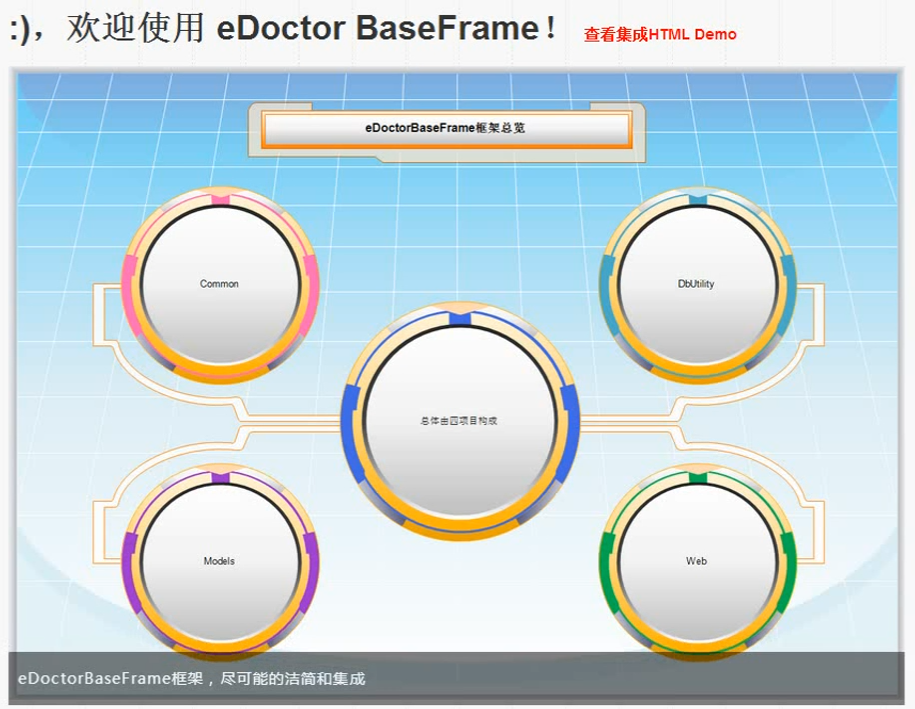 :)，欢迎使用 eDoctor BaseFrame！ 查看集成HTML Demo
eDoctorBaseFrame框架总览
Common
DbUtility
总体由四项目构成
Models
Web
eDoctorBaseFrame框架，尽可能的洁简和集成